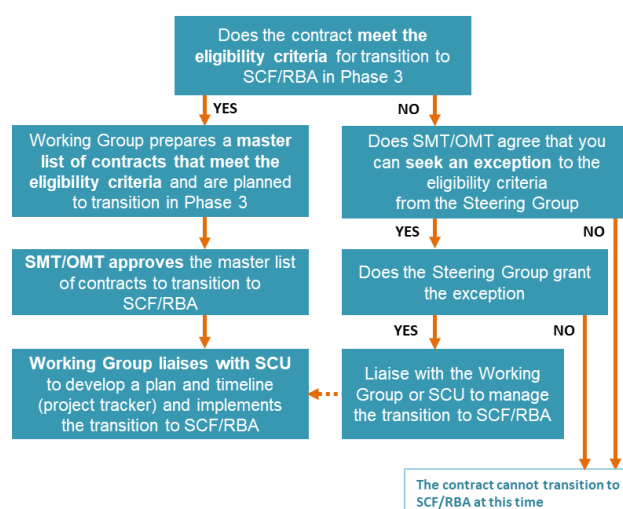 Does the contract meet the
eligibility criteria for transition to
SCF/RBA in Phase 3
YES
NO
Working Group prepares a master
list of contracts that meet the
eligibility criteria and are planned
to transition in Phase 3
Does SMT/OMT agree that you
can seek an exception to the
eligibility criteria
from the Steering Group
YES
NO
SMT/OMT approves the master list
of contracts to transition to
SCF/RBA
Does the Steering Group grant
the exception
YES
NO
Working Group liaises with SCU
to develop a plan and timeline
(project tracker) and implements
the transition to SCF/RBA
Liaise with the Working
Group or SCU to manage
the transition to SCF/RBA
The contract cannot transition to
SCF/RBA at this time